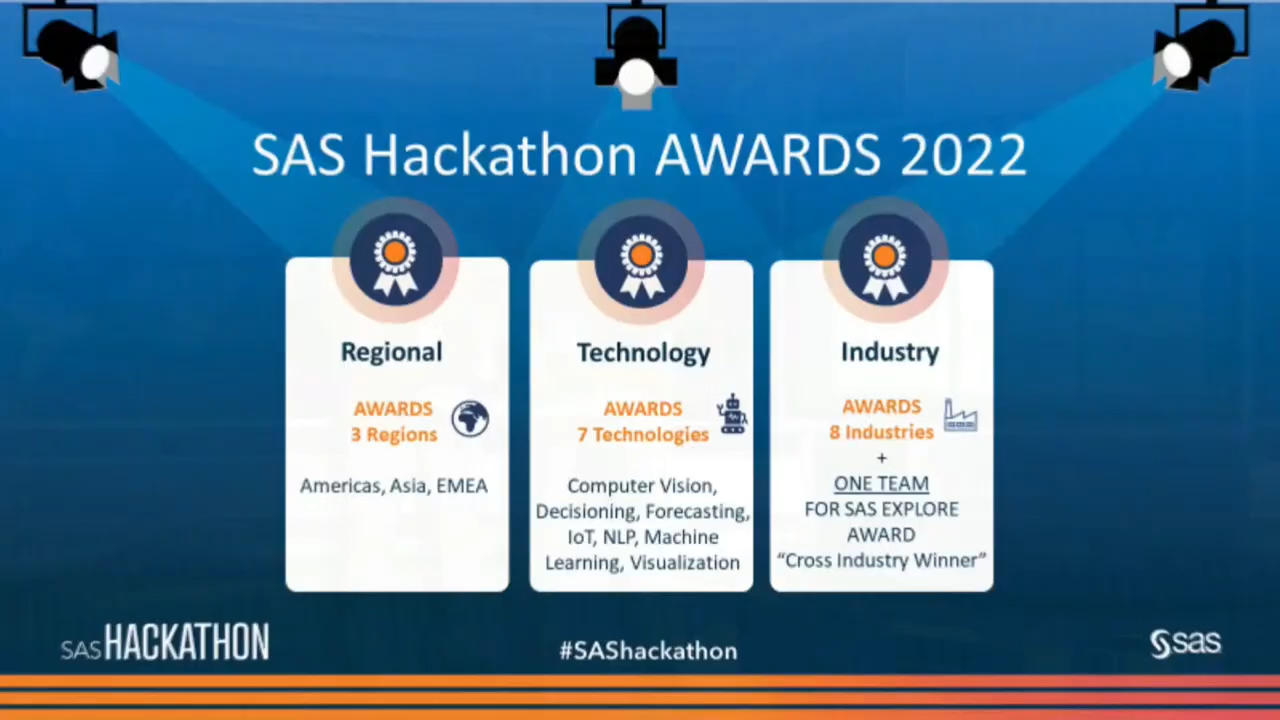 SAS Hackathon AWARDS 2022
Regional
AWARDS
3 Regions
Americas, Asia, EMEA
Technology
AWARDS
7 Technologies
Computer Vision,
Decisioning, Forecasting,
IoT, NLP, Machine
Learning, Visualization
Industry
AWARDS
8 Industries
+
ONE TEAM
FOR SAS EXPLORE
AWARD
“Cross Industry Winner”
SAS HACKATHON
#SAShackathon
sas